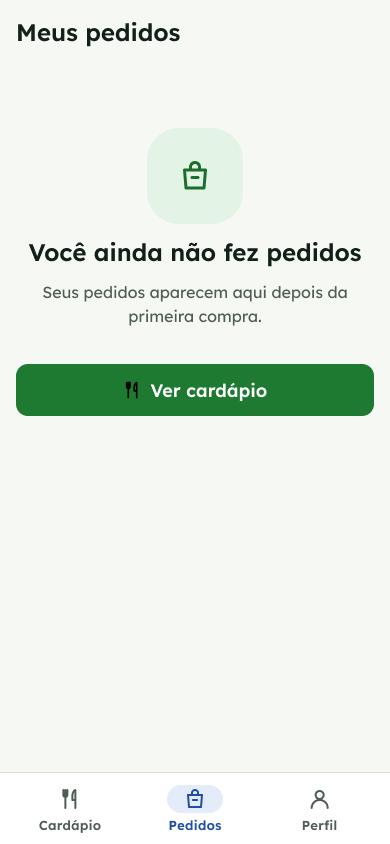 Meus pedidos
Você ainda não fez pedidos
Seus pedidos aparecem aqui depois da
primeira compra.
Ver cardápio
Cardápio
Pedidos
Perfil